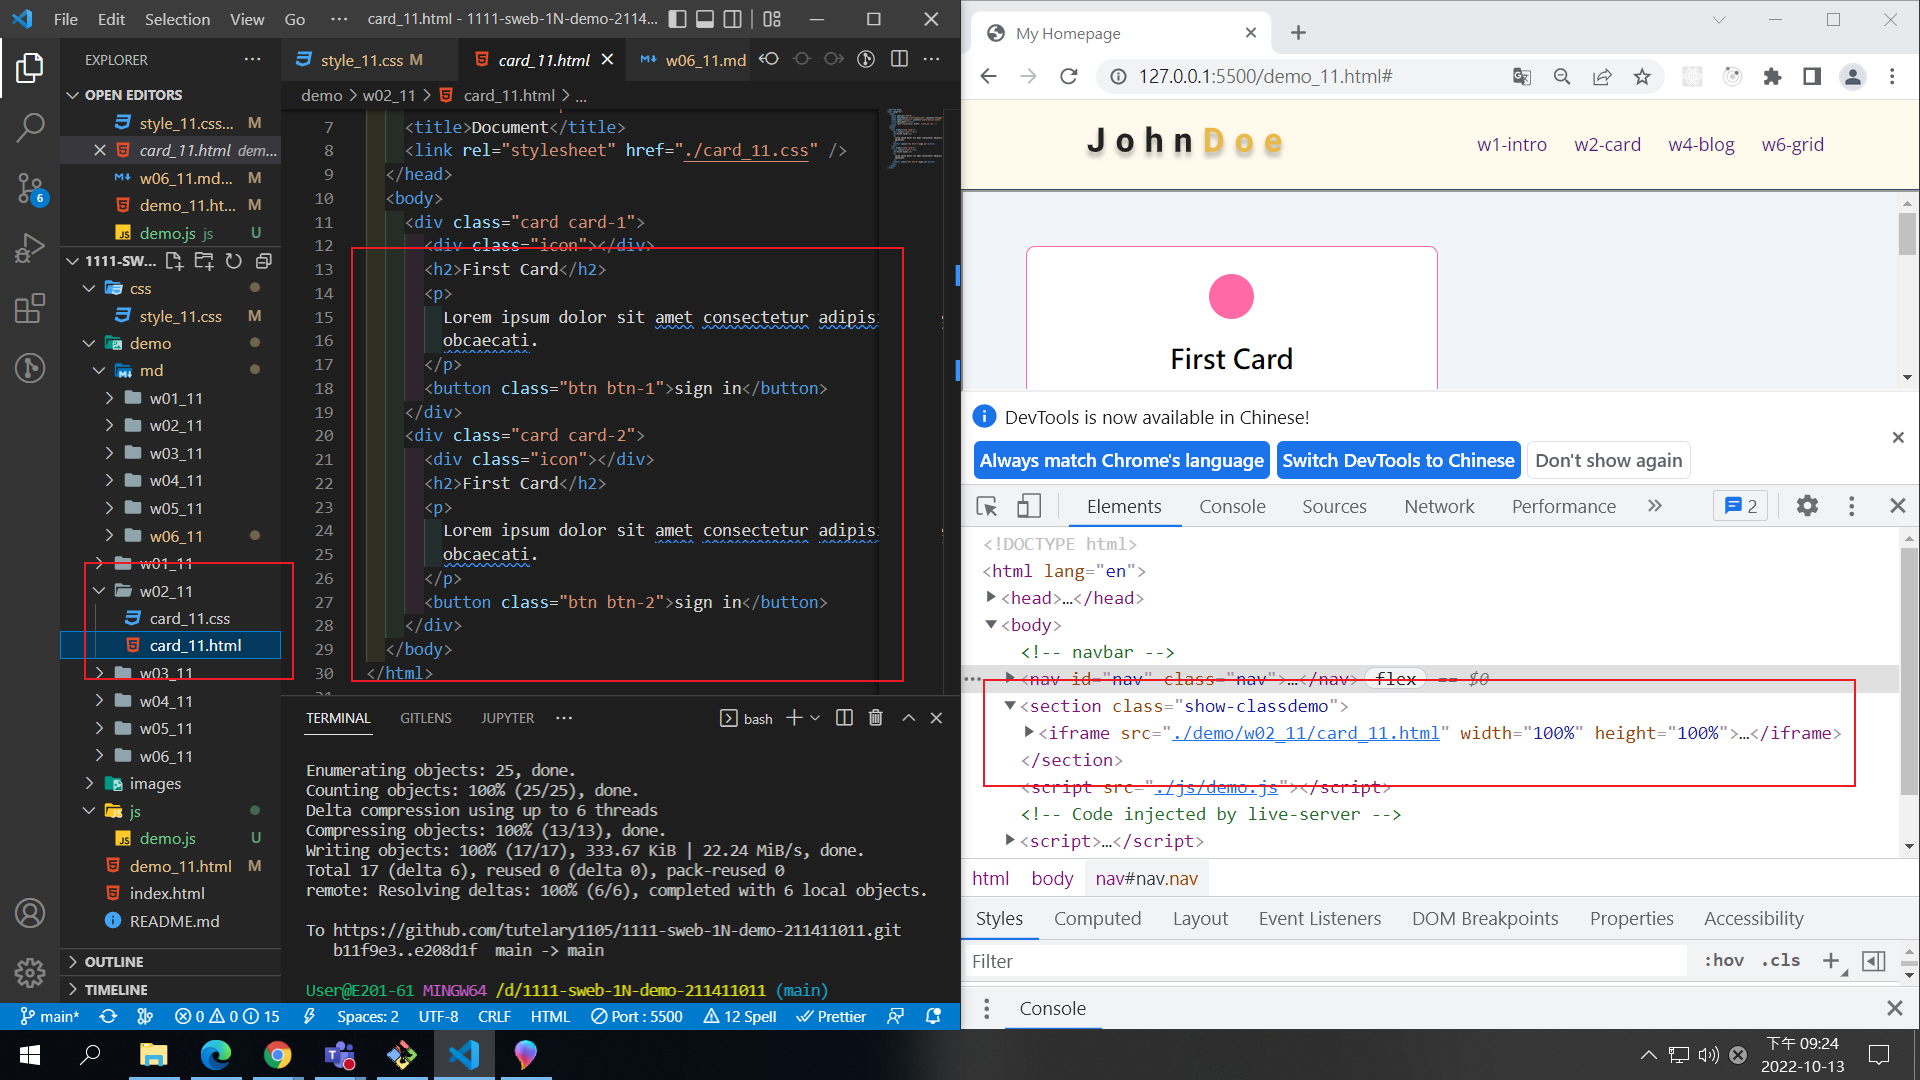 File Edit Selection View Go ··· card_11.html - 1111-sweb-1N-demo-2114...
EXPLORER ···
OPEN EDITORS
style_11.css... M
card_11.html dem...
w06_11.md... M
demo_11.ht... M
demo.js js U
1111-SW...
css
style_11.css M
demo
md
w01_11
w02_11
w03_11
w04_11
w05_11
w06_11
w01_11
w02_11
card_11.css
card_11.html
w03_11
w04_11
w05_11
w06_11
images
js
demo.js U
demo_11.html M
index.html
README.md
OUTLINE
TIMELINE
6
style_11.css M card_11.html w06_11.md
demo > w02_11 > card_11.html > ...
7 <title>Document</title>
8 <link rel="stylesheet" href="./card_11.css" />
9 </head>
10 <body>
11 <div class="card card-1">
12 <div class="icon"></div>
13 <h2>First Card</h2>
14 <p>
15 Lorem ipsum dolor sit amet consectetur adipisi
16 obcaecati.
17 </p>
18 <button class="btn btn-1">sign in</button>
19 </div>
20 <div class="card card-2">
21 <div class="icon"></div>
22 <h2>First Card</h2>
23 <p>
24 Lorem ipsum dolor sit amet consectetur adipisi
25 obcaecati.
26 </p>
27 <button class="btn btn-2">sign in</button>
28 </div>
29 </body>
30 </html>
31
TERMINAL GITLENS JUPYTER ··· bash
Enumerating objects: 25, done.
Counting objects: 100% (25/25), done.
Delta compression using up to 6 threads
Compressing objects: 100% (13/13), done.
Writing objects: 100% (17/17), 333.67 KiB | 22.24 MiB/s, done.
Total 17 (delta 6), reused 0 (delta 0), pack-reused 0
remote: Resolving deltas: 100% (6/6), completed with 6 local objects.
To https://github.com/tutelary1105/1111-sweb-1N-demo-211411011.git
b11f9e3..e208d1f main -> main
User@E201-61 MINGW64 /d/1111-sweb-1N-demo-211411011 (main)
main* 0 0 15 Spaces: 2 UTF-8 CRLF HTML Port : 5500 12 Spell Prettier
My Homepage
127.0.0.1:5500/demo_11.html#
JohnDoe
w1-intro w2-card w4-blog w6-grid
First Card
DevTools is now available in Chinese!
Always match Chrome's language Switch DevTools to Chinese Don't show again
Elements Console Sources Network Performance 2
<!DOCTYPE html>
<html lang="en">
<head>…</head>
<body>
<!-- navbar -->
<nav id="nav" class="nav">…</nav> flex == $0
<section class="show-classdemo">
<iframe src="./demo/w02_11/card_11.html" width="100%" height="100%">…</iframe>
</section>
<script src="./js/demo.js"></script>
<!-- Code injected by live-server -->
<script>…</script>
html body nav#nav.nav
Styles Computed Layout Event Listeners DOM Breakpoints Properties Accessibility
Filter :hov .cls
Console
下午 09:24
2022-10-13